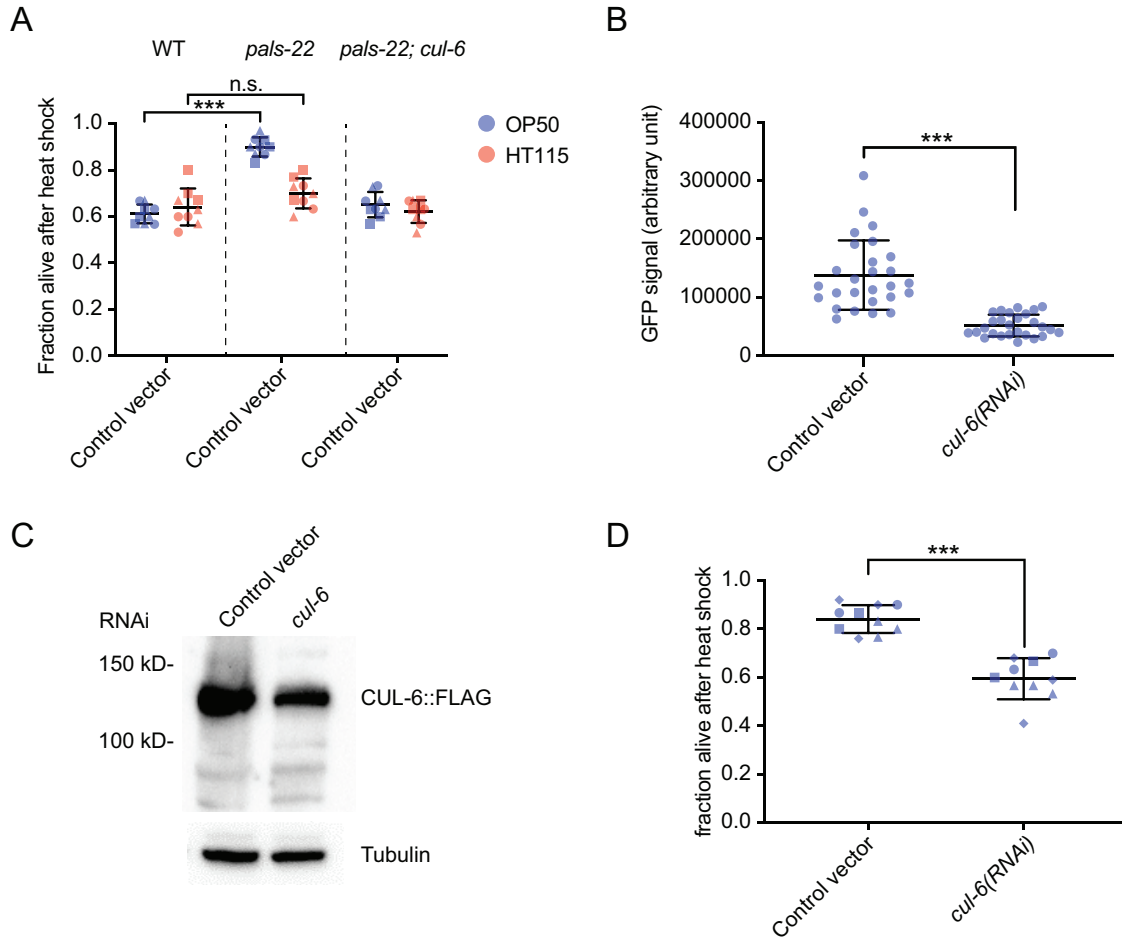 A
WT
pals-22
pals-22; cul-6
n.s.
***
Fraction alive after heat shock
1.0
0.8
0.6
0.4
0.2
0.0
Control vector
Control vector
Control vector
OP50
HT115
B
***
GFP signal (arbitrary unit)
400000
300000
200000
100000
0
Control vector
cul-6(RNAi)
C
RNAi
Control vector
cul-6
150 kD-
100 kD-
CUL-6::FLAG
Tubulin
D
***
fraction alive after heat shock
1.0
0.8
0.6
0.4
0.2
0.0
Control vector
cul-6(RNAi)